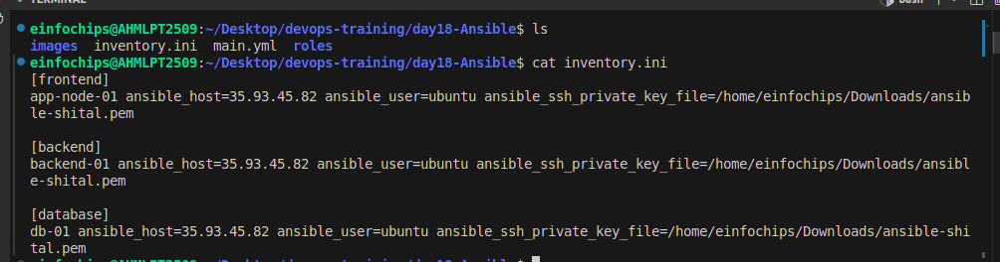 TERMINAL
bash
einfochips@AHMLPT2509:~/Desktop/devops-training/day18-Ansible$ ls
images  inventory.ini  main.yml  roles
einfochips@AHMLPT2509:~/Desktop/devops-training/day18-Ansible$ cat inventory.ini
[frontend]
app-node-01 ansible_host=35.93.45.82 ansible_user=ubuntu ansible_ssh_private_key_file=/home/einfochips/Downloads/ansib
le-shital.pem
[backend]
backend-01 ansible_host=35.93.45.82 ansible_user=ubuntu ansible_ssh_private_key_file=/home/einfochips/Downloads/ansibl
e-shital.pem
[database]
db-01 ansible_host=35.93.45.82 ansible_user=ubuntu ansible_ssh_private_key_file=/home/einfochips/Downloads/ansible-shi
tal.pem
einfochips@AHMLPT2509:~/Desktop/devops-training/day18-Ansible$